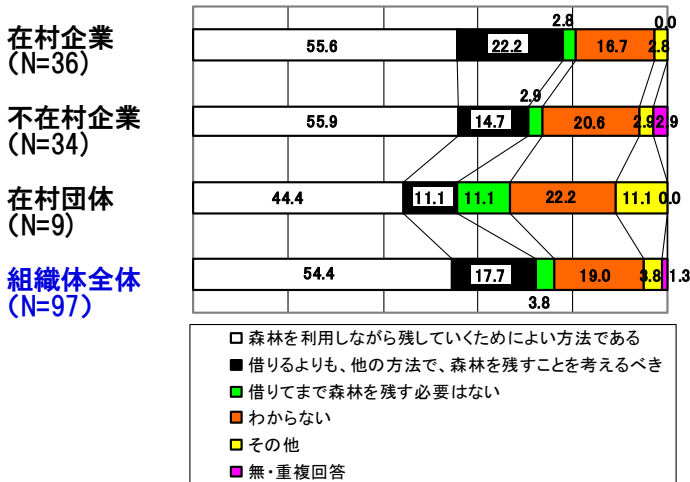 2.8
0.0
在村企業
(N=36)
55.6
22.2
16.7
2.8
2.9
不在村企業
(N=34)
55.9
14.7
20.6
2.9
2.9
在村団体
(N=9)
44.4
11.1
11.1
22.2
11.1
0.0
組織体全体
(N=97)
54.4
17.7
19.0
3.8
1.3
3.8
森林を利用しながら残していくためによい方法である
借りるよりも、他の方法で、森林を残すことを考えるべき
借りてまで森林を残す必要はない
わからない
その他
無・重複回答